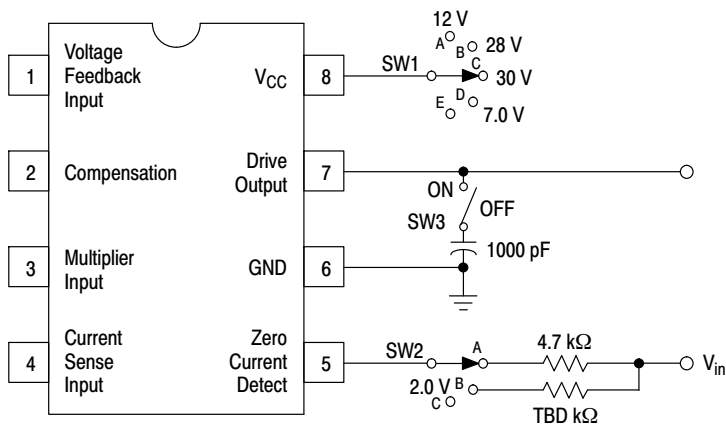 12 V
A
B
28 V
C
30 V
D
E
7.0 V
SW1
1
Voltage
Feedback
Input
VCC
8
2
Compensation
Drive
Output
7
ON
OFF
SW3
1000 pF
3
Multiplier
Input
GND
6
4
Current
Sense
Input
Zero
Current
Detect
5
SW2
A
4.7 kΩ
Vin
2.0 V
B
C
TBD kΩ